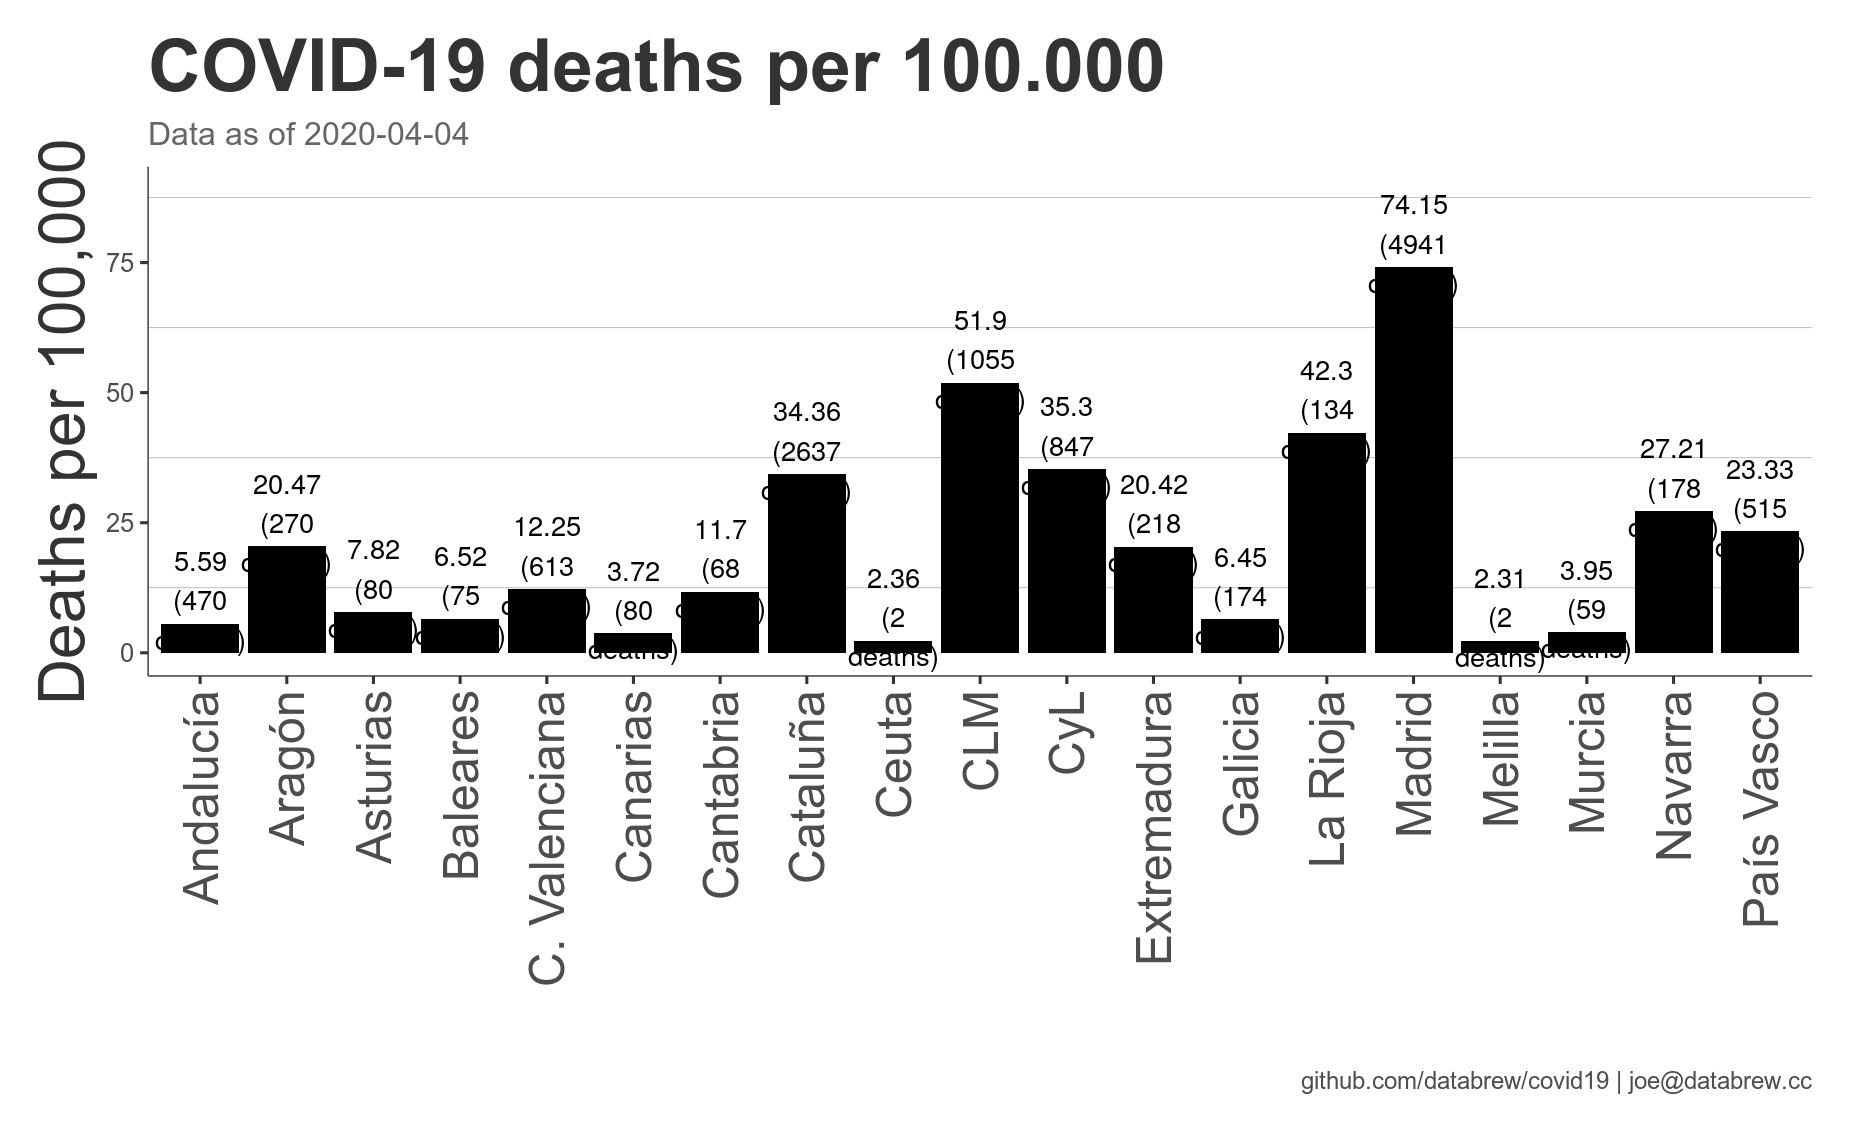 COVID-19 deaths per 100.000
Data as of 2020-04-04
Deaths per 100,000
75
50
25
0
5.59
(470
20.47
(270
7.82
(80
6.52
(75
12.25
(613
3.72
(80
deaths)
11.7
(68
34.36
(2637
2.36
(2
deaths)
51.9
(1055
35.3
(847
20.42
(218
6.45
(174
42.3
(134
74.15
(4941
2.31
(2
deaths)
3.95
(59
deaths)
27.21
(178
23.33
(515
Andalucía
Aragón
Asturias
Baleares
C. Valenciana
Canarias
Cantabria
Cataluña
Ceuta
CLM
CyL
Extremadura
Galicia
La Rioja
Madrid
Melilla
Murcia
Navarra
País Vasco
github.com/databrew/covid19 | joe@databrew.cc